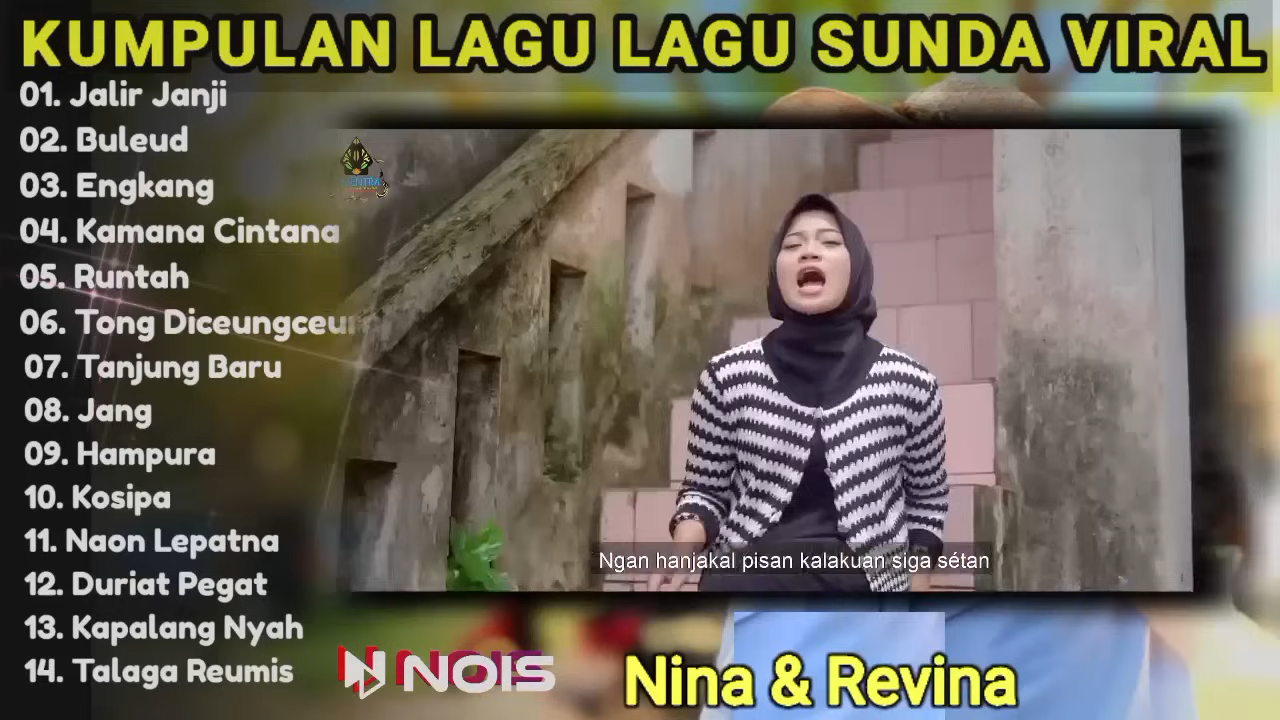 KUMPULAN LAGU LAGU SUNDA VIRAL
01. Jalir Janji
02. Buleud
03. Engkang
04. Kamana Cintana
05. Runtah
06. Tong Diceungceu
07. Tanjung Baru
08. Jang
09. Hampura
10. Kosipa
11. Naon Lepatna
12. Duriat Pegat
13. Kapalang Nyah
14. Talaga Reumis
Ngan hanjakal pisan kalakuan siga sétan
NOIS
Nina & Revina